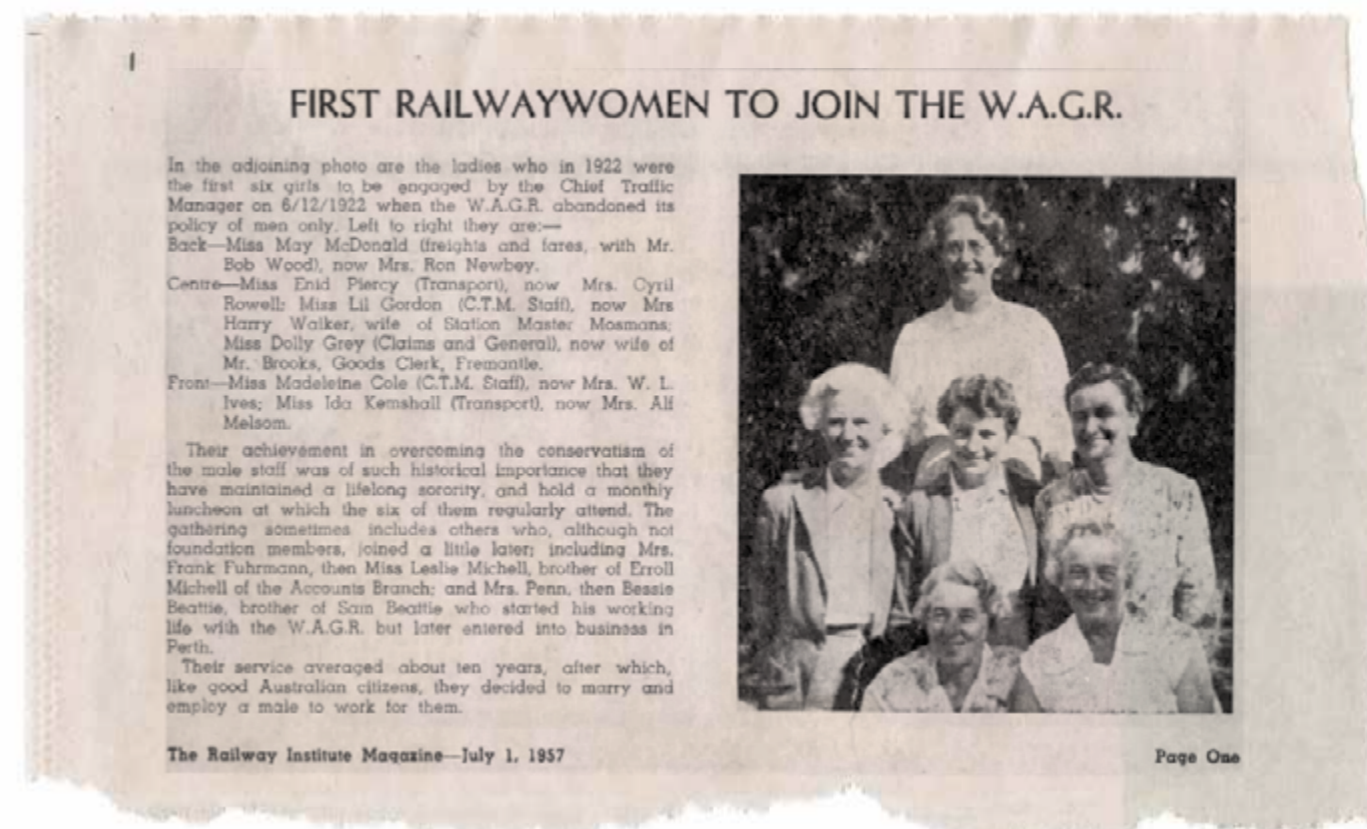 FIRST RAILWAYWOMEN TO JOIN THE W.A.G.R.
In the adjoining photo are the ladies who in 1922 were
the first six girls to be engaged by the Chief Traffic
Manager on 6/12/1922 when the W.A.G.R. abandoned its
policy of men only. Left to right they are:—
Back—Miss May McDonald (freights and fares, with Mr.
Bob Wood), now Mrs. Ron Newbey.
Centre—Miss Enid Piercy (Transport), now Mrs. Cyril
Rowell; Miss Lil Gordon (C.T.M. Staff), now Mrs
Harry Walker, wife of Station Master Mosmans;
Miss Dolly Grey (Claims and General), now wife of
Mr. Brooks, Goods Clerk, Fremantle.
Front—Miss Madeleine Cole (C.T.M. Staff), now Mrs. W. L.
Ives; Miss Ida Kemshall (Transport), now Mrs. Alf
Melsom.
Their achievement in overcoming the conservatism of
the male staff was of such historical importance that they
have maintained a lifelong sorority, and hold a monthly
luncheon at which the six of them regularly attend. The
gathering sometimes includes others who, although not
foundation members, joined a little later; including Mrs.
Frank Fuhrmann, then Miss Leslie Michell, brother of Erroll
Michell of the Accounts Branch; and Mrs. Penn, then Bessie
Beattie, brother of Sam Beattie who started his working
life with the W.A.G.R. but later entered into business in
Perth.
Their service averaged about ten years, after which,
like good Australian citizens, they decided to marry and
employ a male to work for them.
The Railway Institute Magazine—July 1, 1957
Page One